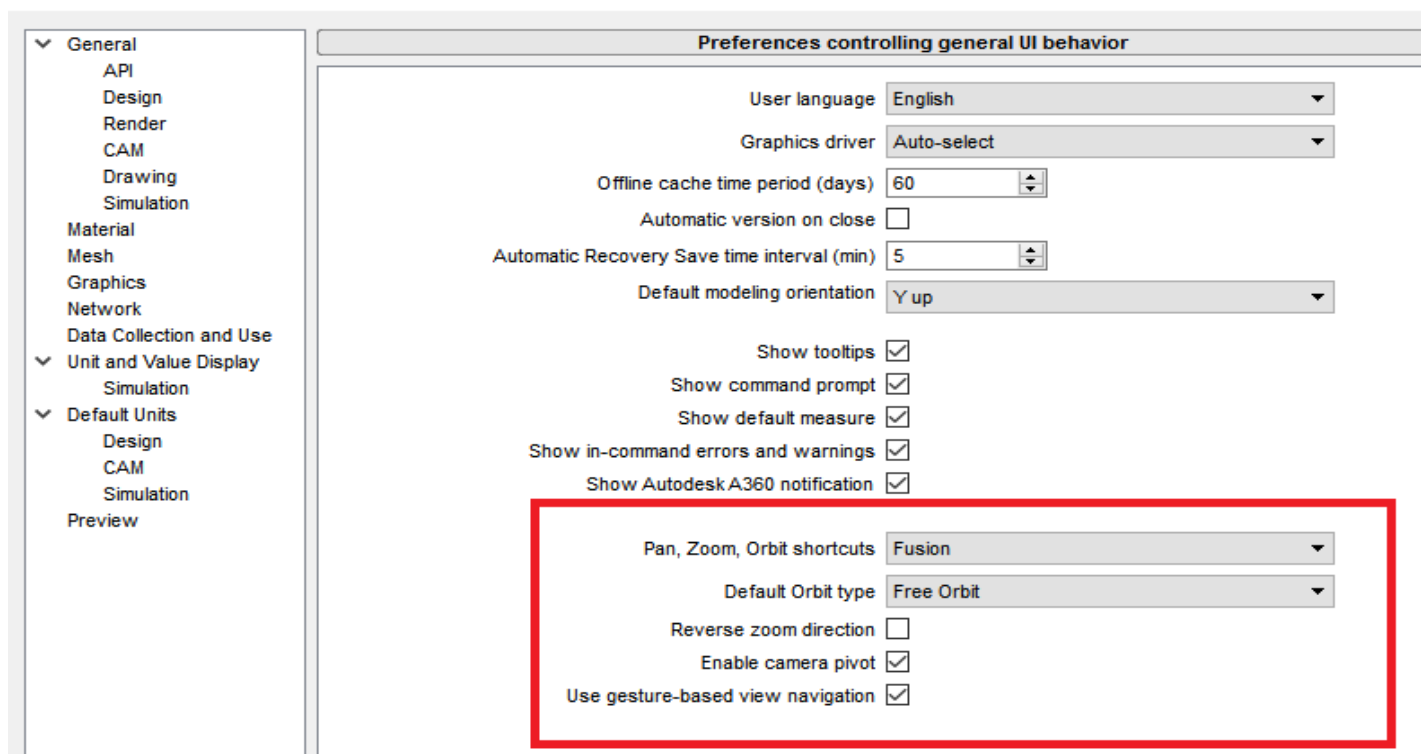 General
API
Design
Render
CAM
Drawing
Simulation
Material
Mesh
Graphics
Network
Data Collection and Use
Unit and Value Display
Simulation
Default Units
Design
CAM
Simulation
Preview
Preferences controlling general UI behavior
User language English
Graphics driver Auto-select
Offline cache time period (days) 60
Automatic version on close
Automatic Recovery Save time interval (min) 5
Default modeling orientation Y up
Show tooltips
Show command prompt
Show default measure
Show in-command errors and warnings
Show Autodesk A360 notification
Pan, Zoom, Orbit shortcuts Fusion
Default Orbit type Free Orbit
Reverse zoom direction
Enable camera pivot
Use gesture-based view navigation